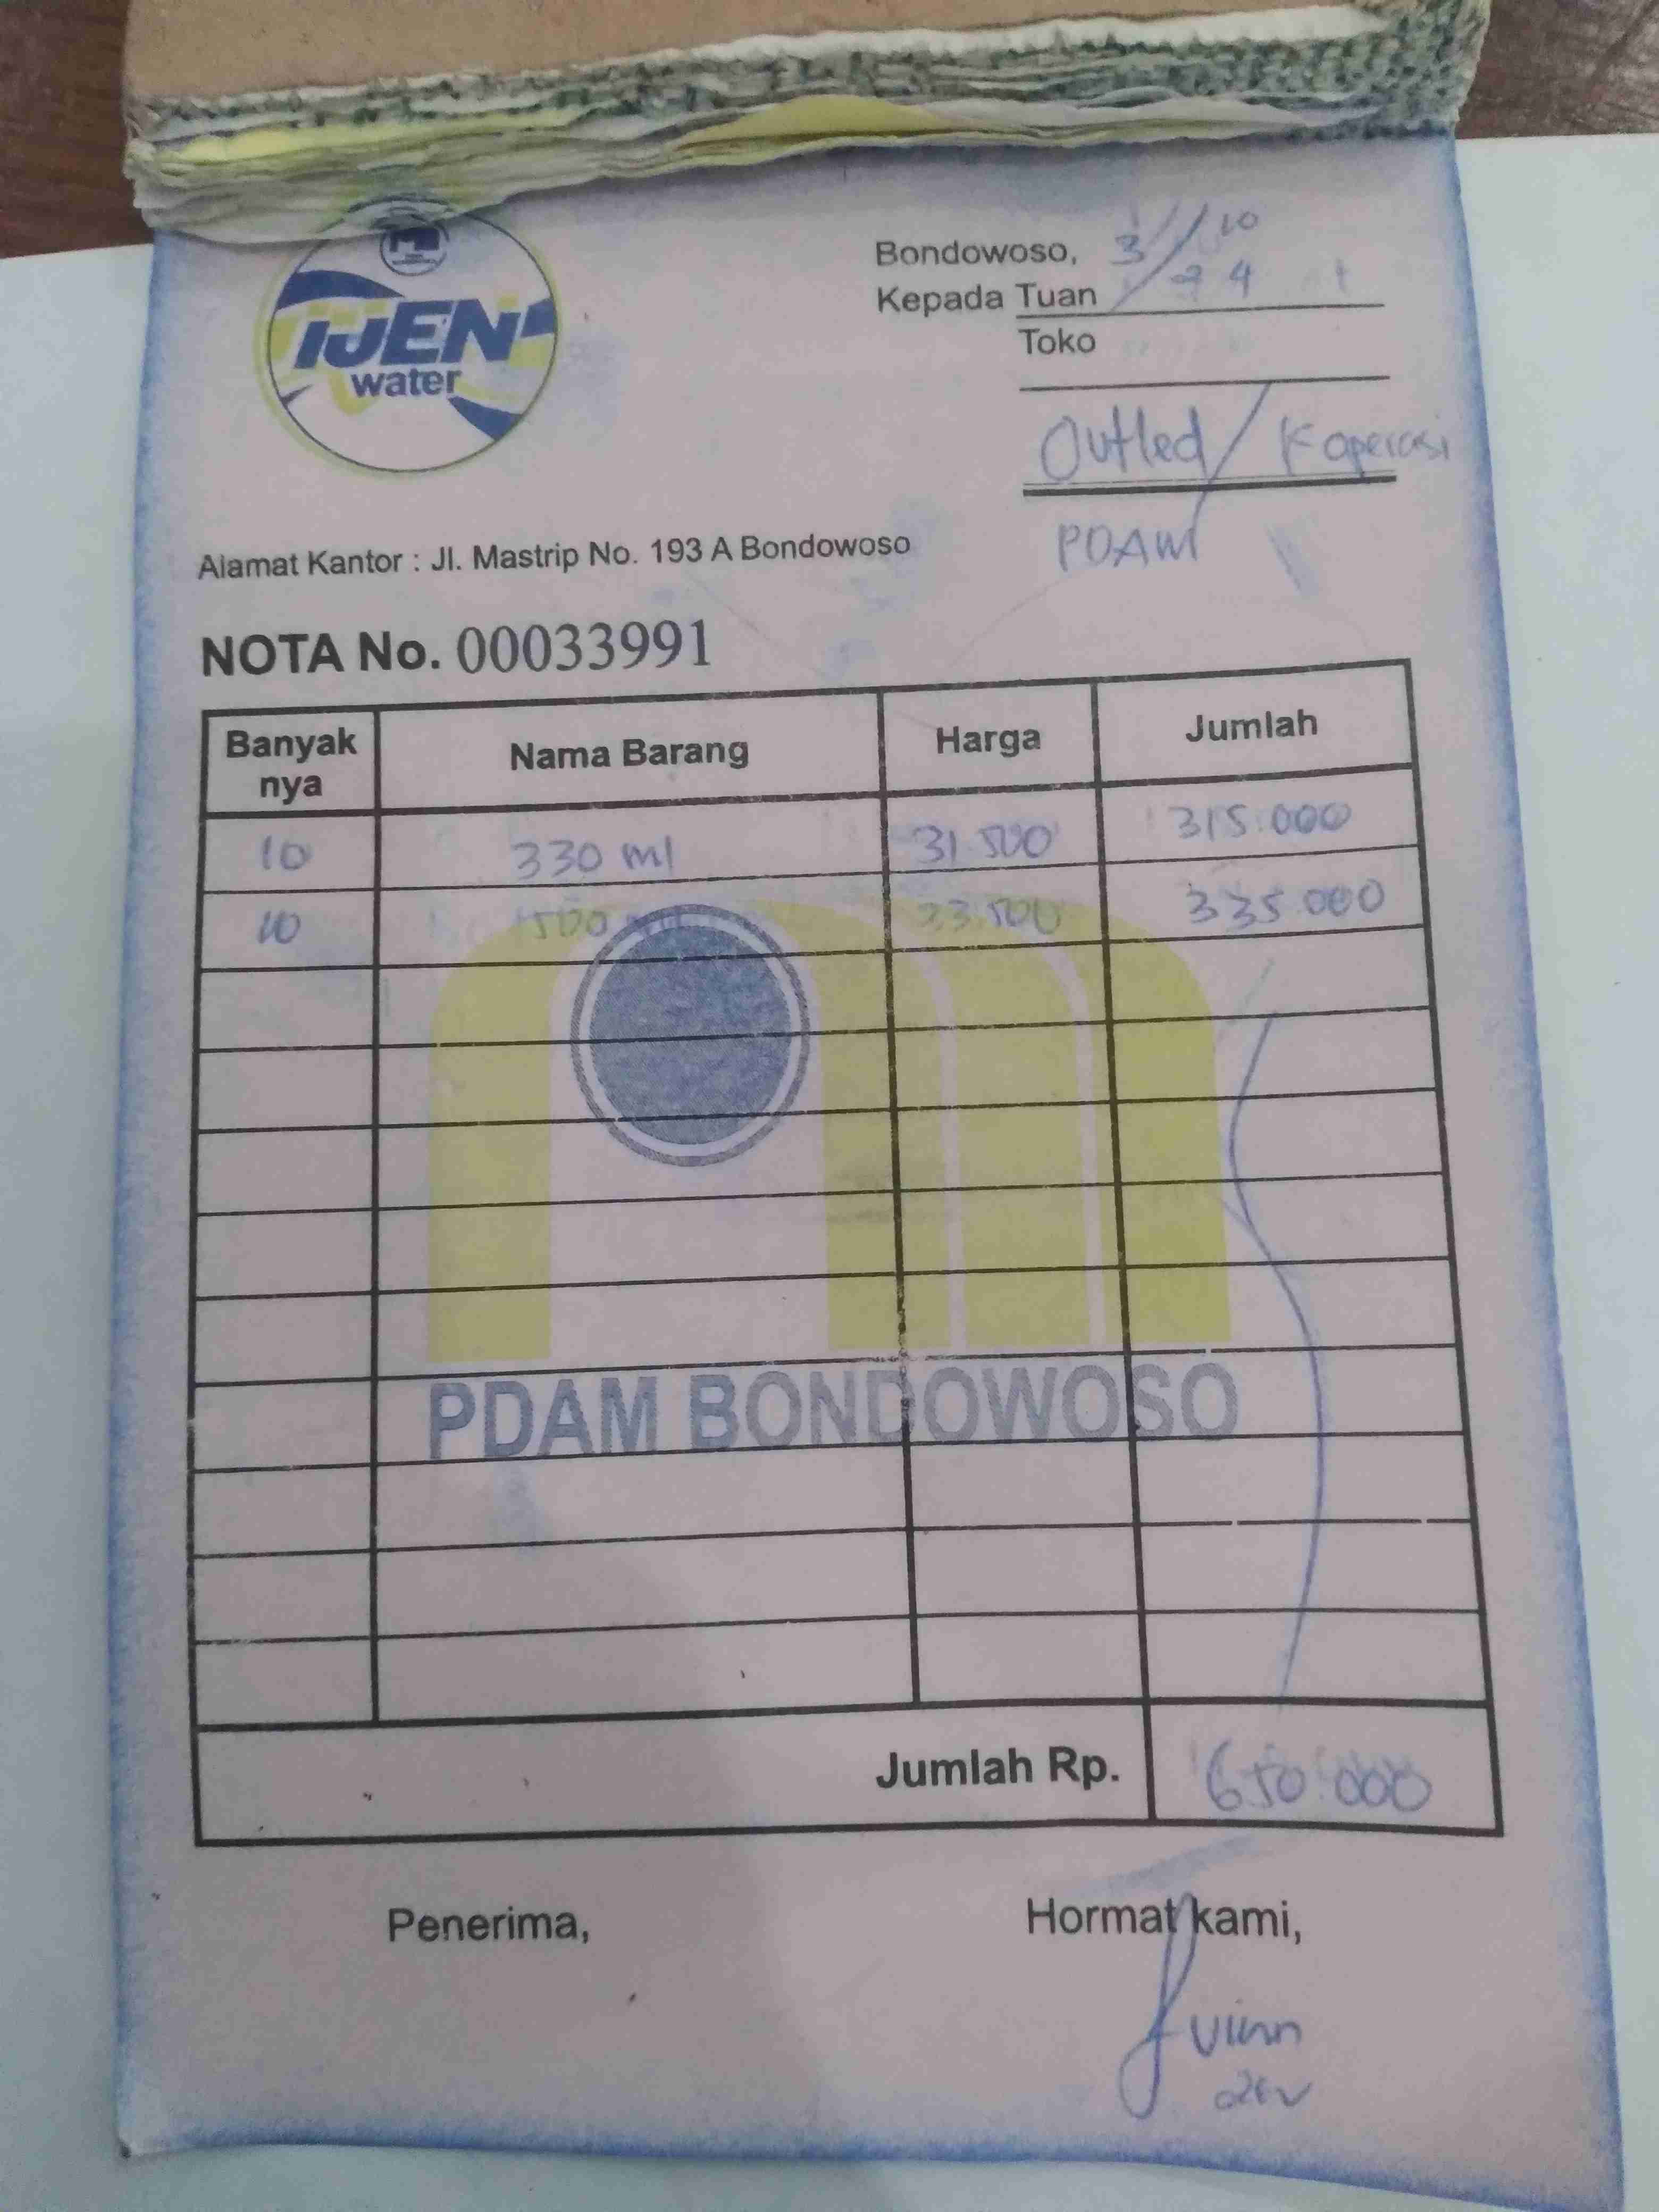 IJEN
water
Bondowoso, 3/10
Kepada Tuan 24
Toko
Outled/Koperasi
PDAM
Alamat Kantor : Jl. Mastrip No. 193 A Bondowoso
NOTA No. 00033991
Banyak nya Nama Barang Harga Jumlah
10 330 ml 31.500 315.000
10 1500 ml 33.500 335.000
PDAM BONDOWOSO
Jumlah Rp. 650.000
Penerima, Hormat kami,